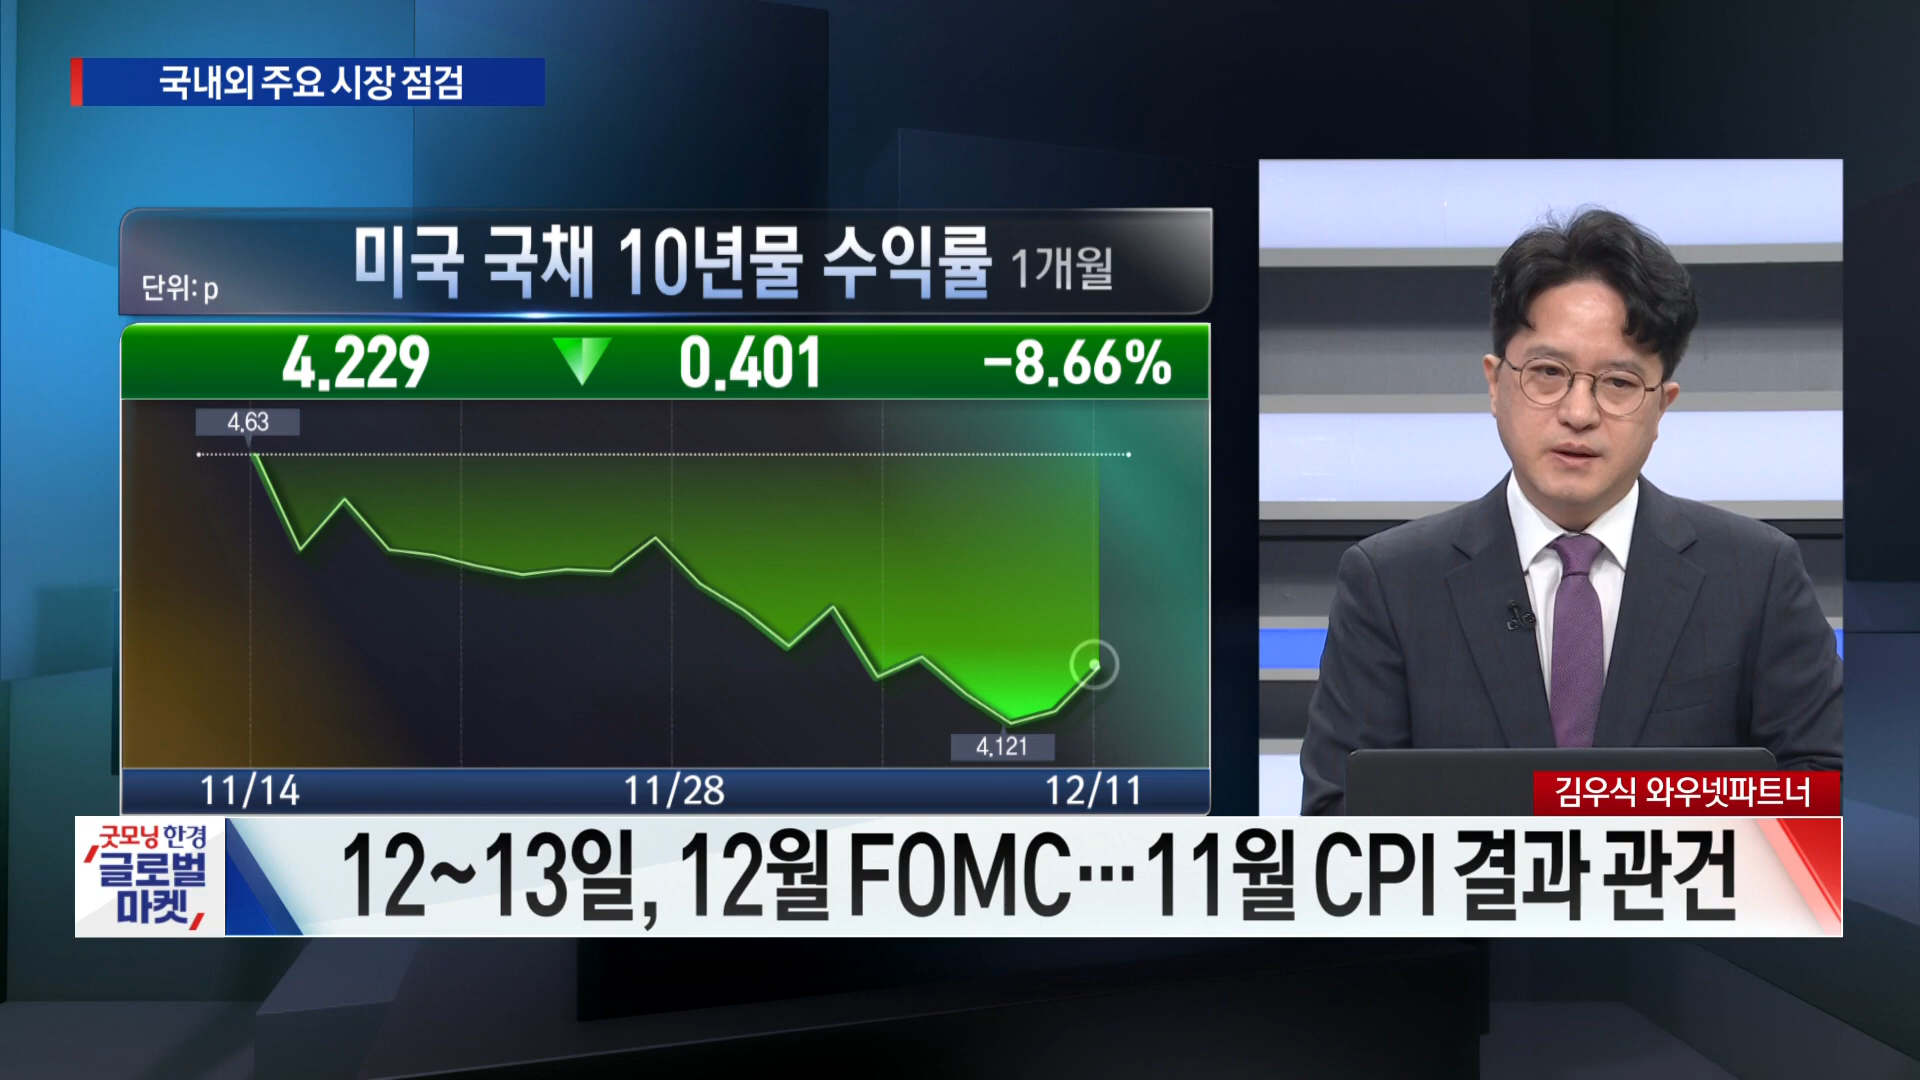 국내외 주요 시장 점검
미국 국채 10년물 수익률 1개월
단위: p
4.229 ▼ 0.401 -8.66%
4.63
4.121
11/14 11/28 12/11
김우식 와우넷파트너
굿모닝 한경
글로벌
마켓
12~13일, 12월 FOMC…11월 CPI 결과 관건